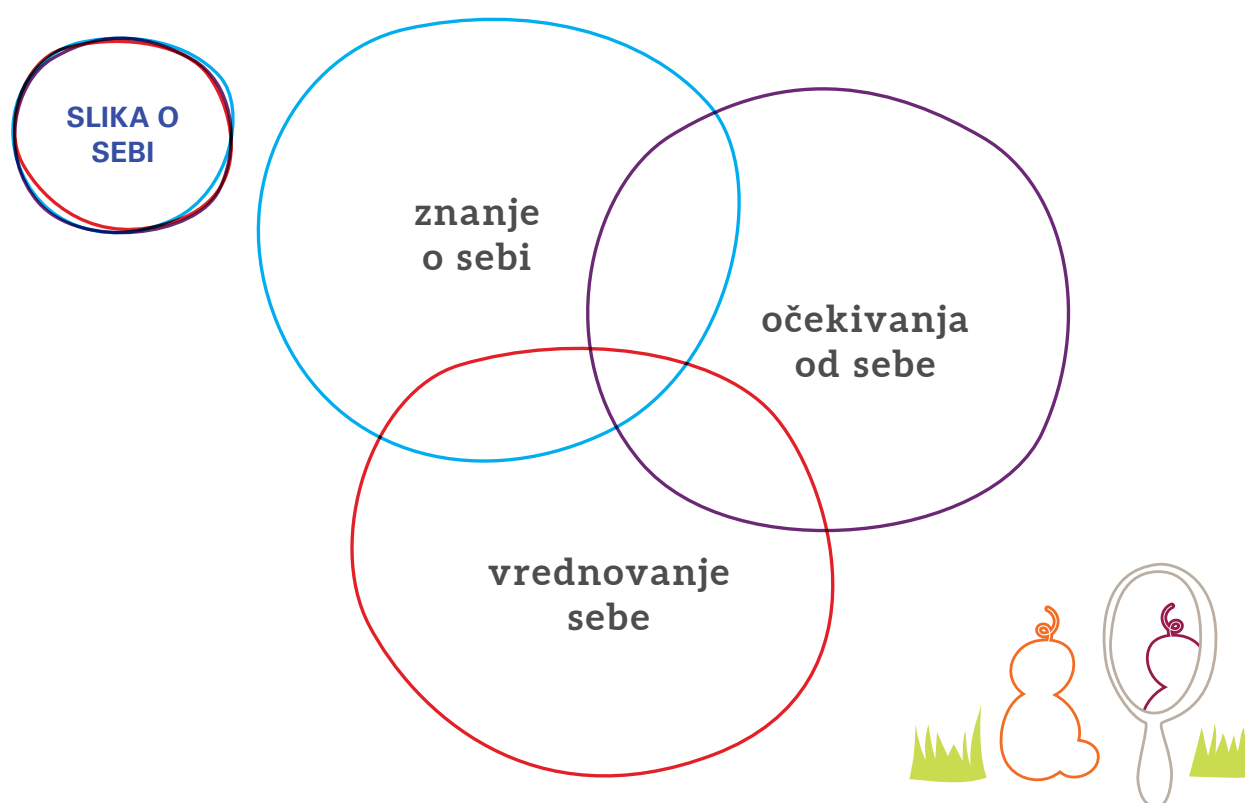 SLIKA O
SEBI
znanje
o sebi
očekivanja
od sebe
vrednovanje
sebe